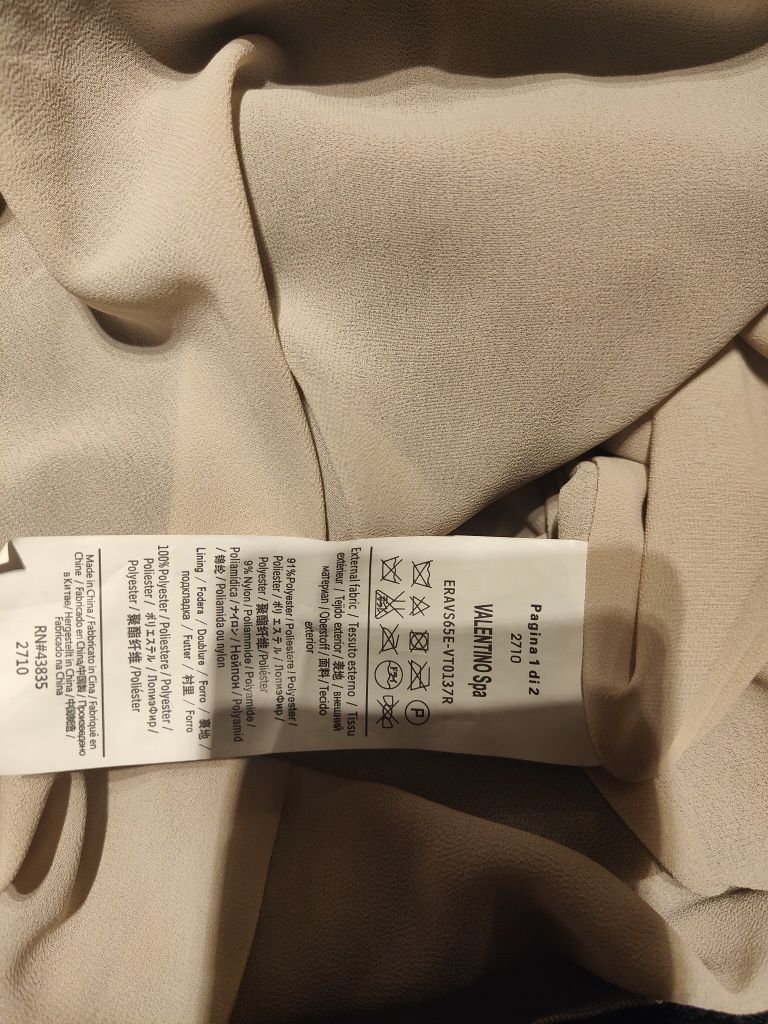 Pagina 1 di 2
2710
VALENTINO Spa
ERAVS65E-VT0137R
P
External fabric / Tessuto esterno / Tissu
extérieur / Tejido exterior / 表地 / внешний
материал / Oberstoff / 面料 / Tecido
exterior
91%Polyester / Poliestere / Polyester /
Poliester / ポリエステル / Полиэфир /
Polyester / 聚酯纤维 / Poliéster
9% Nylon / Poliammide / Polyamide /
Poliamídica / ナイロン / Нейлон / Polyamid
/ 锦纶 / Poliamida ou nylon
Lining / Fodera / Doublure / Forro / 裏地 /
подкладка / Futter / 衬里 / Forro
100%Polyester / Poliestere / Polyester /
Poliester / ポリエステル / Полиэфир /
Polyester / 聚酯纤维 / Poliéster
Made in China / Fabbricato in Cina / Fabriqué en
Chine / Fabricado en China/中国製 / Произведено
в Китае/ Hergestellt in China / 中国制造 /
Fabricado na China
RN#43835
2710